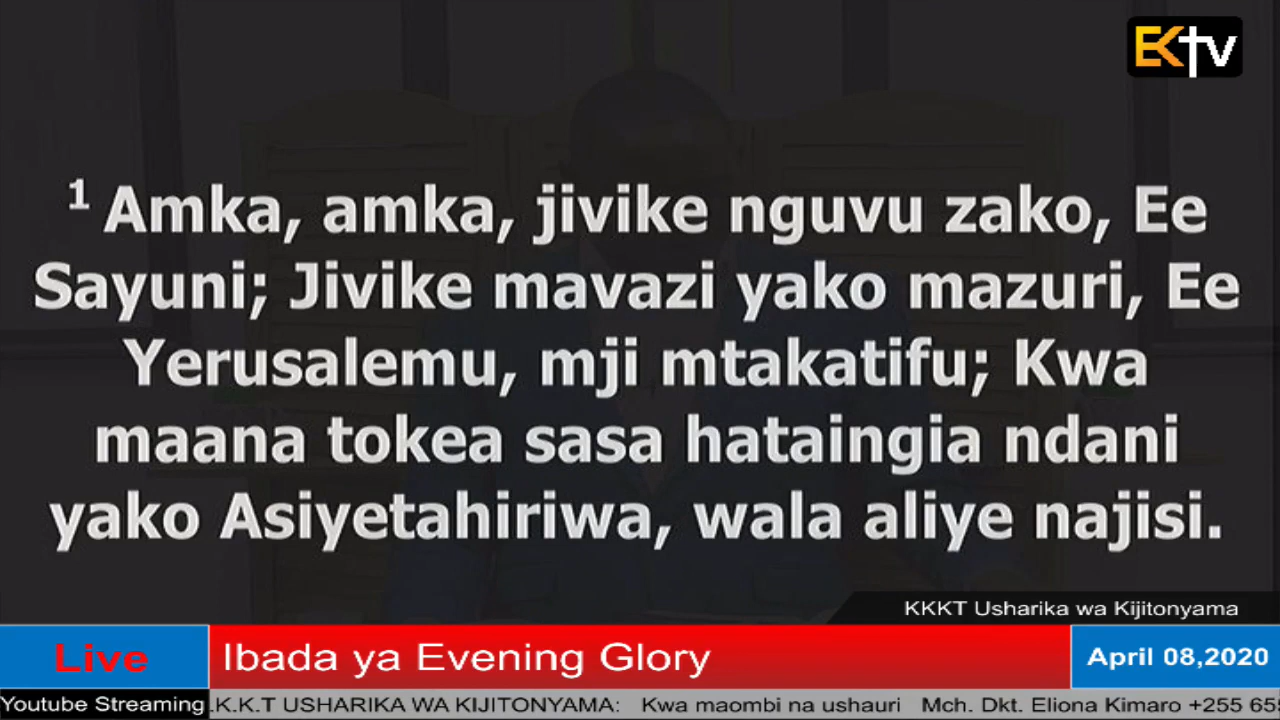 EKTV
1 Amka, amka, jivike nguvu zako, Ee
Sayuni; Jivike mavazi yako mazuri, Ee
Yerusalemu, mji mtakatifu; Kwa
maana tokea sasa hataingia ndani
yako Asiyetahiriwa, wala aliye najisi.
KKKT Usharika wa Kijitonyama
Live Ibada ya Evening Glory April 08,2020
Youtube Streaming .K.K.T USHARIKA WA KIJITONYAMA: Kwa maombi na ushauri Mch. Dkt. Eliona Kimaro +255 65